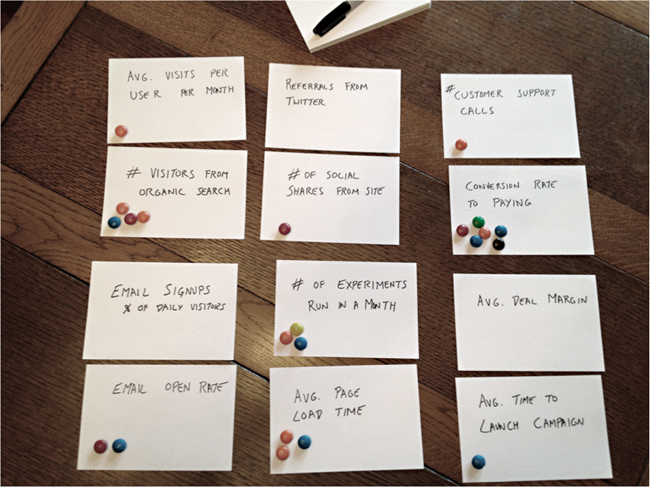 AVG. VISITS PER
USER PER MONTH
REFERRALS FROM
TWITTER
# CUSTOMER SUPPORT
CALLS
# VISITORS FROM
ORGANIC SEARCH
# OF SOCIAL
SHARES FROM SITE
CONVERSION RATE
TO PAYING
EMAIL SIGNUPS
% OF DAILY VISITORS
# OF EXPERIMENTS
RUN IN A MONTH
AVG. DEAL MARGIN
EMAIL OPEN RATE
AVG. PAGE
LOAD TIME
AVG. TIME TO
LAUNCH CAMPAIGN